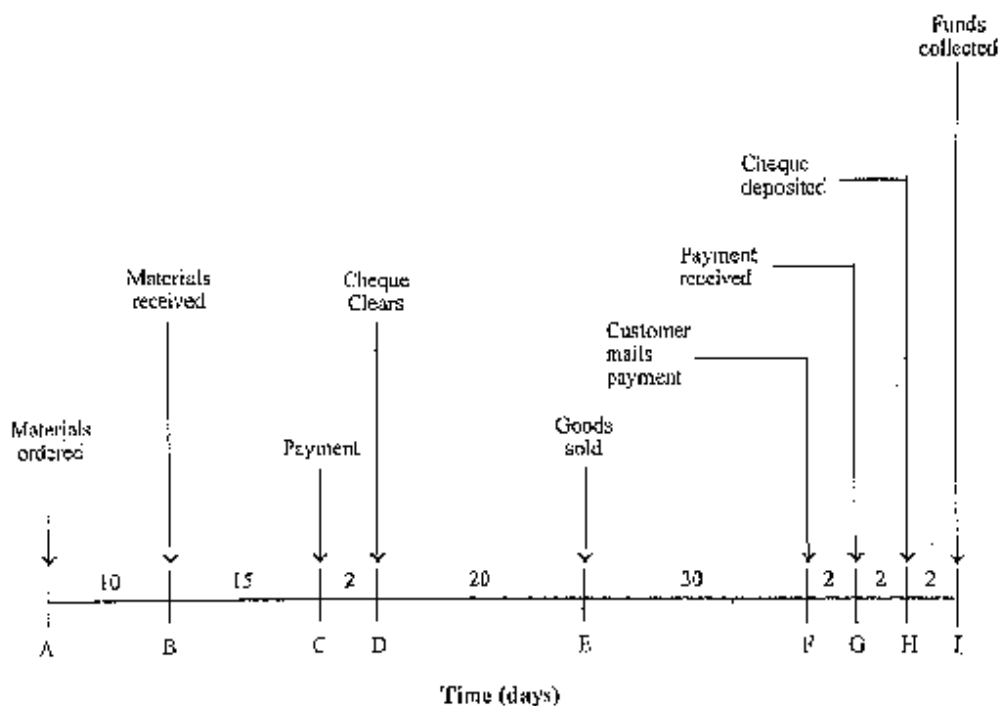 Funds
collected
Cheque
deposited
Payment
received
Materials
received
Cheque
Clears
Customer
mails
payment
Materials
ordered
Payment
Goods
sold
10 15 2 20 30 2 2 2
A B C D E F G H I
Time (days)